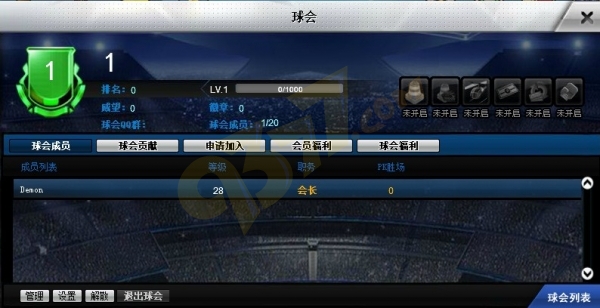 球会
1
1
排名: 0
LV.1
0/1000
威望: 0
徽章: 0
球会QQ群:
球会成员: 1/20
未开启 未开启 未开启 未开启 未开启 未开启
球会成员 球会贡献 申请加入 会员福利 球会福利
成员列表 等级 职务 PK胜场
Demon 28 会长 0
管理 设置 解散 退出球会
球会列表
9377.com